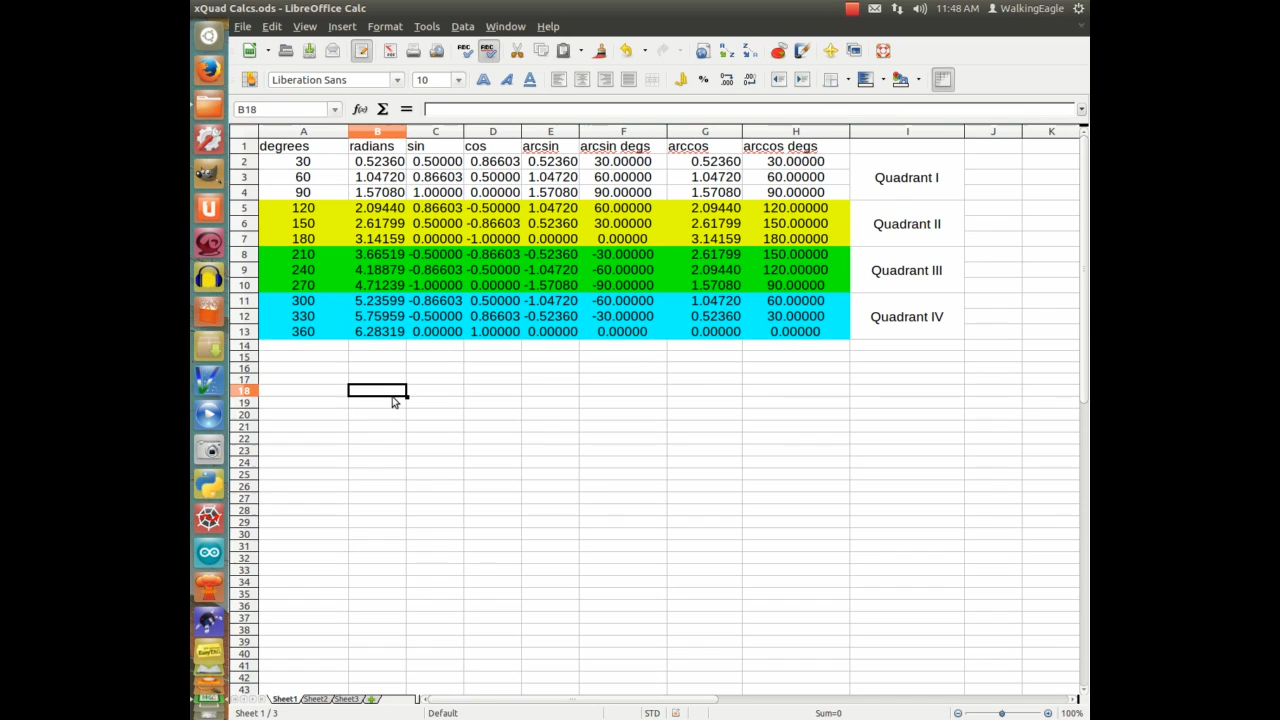 xQuad Calcs.ods - LibreOffice Calc 11:48 AM WalkingEagle
File Edit View Insert Format Tools Data Window Help
Liberation Sans 10
B18
A B C D E F G H I J K
1 degrees radians sin cos arcsin arcsin degs arccos arccos degs
2 30 0.52360 0.50000 0.86603 0.52360 30.00000 0.52360 30.00000
3 60 1.04720 0.86603 0.50000 1.04720 60.00000 1.04720 60.00000 Quadrant I
4 90 1.57080 1.00000 0.00000 1.57080 90.00000 1.57080 90.00000
5 120 2.09440 0.86603 -0.50000 1.04720 60.00000 2.09440 120.00000
6 150 2.61799 0.50000 -0.86603 0.52360 30.00000 2.61799 150.00000 Quadrant II
7 180 3.14159 0.00000 -1.00000 0.00000 0.00000 3.14159 180.00000
8 210 3.66519 -0.50000 -0.86603 -0.52360 -30.00000 2.61799 150.00000
9 240 4.18879 -0.86603 -0.50000 -1.04720 -60.00000 2.09440 120.00000 Quadrant III
10 270 4.71239 -1.00000 0.00000 -1.57080 -90.00000 1.57080 90.00000
11 300 5.23599 -0.86603 0.50000 -1.04720 -60.00000 1.04720 60.00000
12 330 5.75959 -0.50000 0.86603 -0.52360 -30.00000 0.52360 30.00000 Quadrant IV
13 360 6.28319 0.00000 1.00000 0.00000 0.00000 0.00000 0.00000
14
15
16
17
18
19
20
21
22
23
24
25
26
27
28
29
30
31
32
33
34
35
36
37
38
39
40
41
42
43
Sheet1 Sheet2 Sheet3
Sheet 1 / 3 Default STD Sum=0 100%